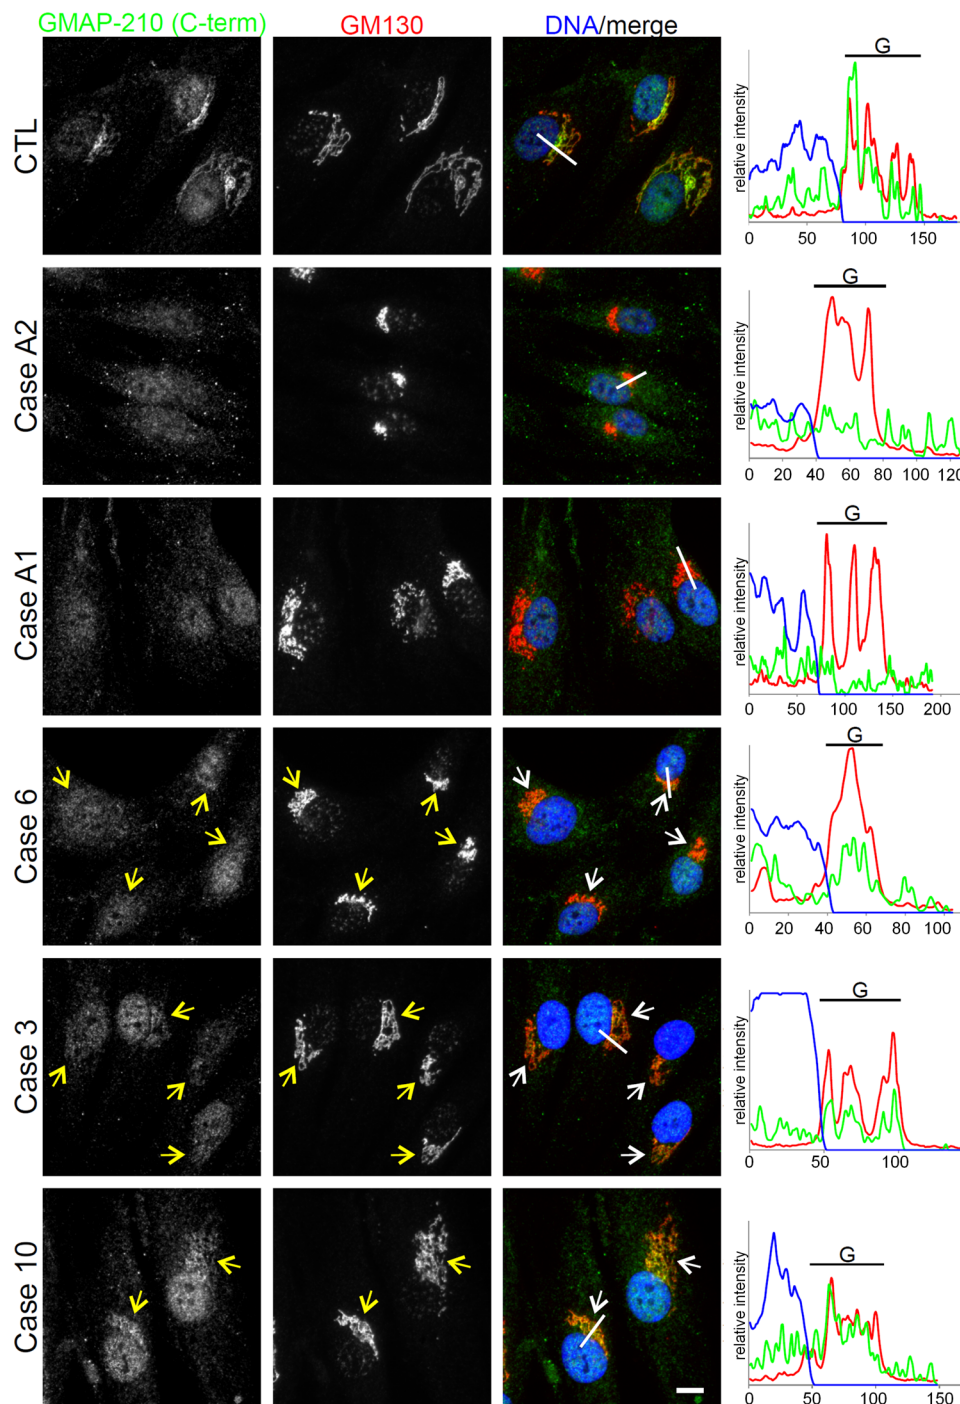 GMAP-210 (C-term) GM130 DNA/merge
CTL
relative intensity
G
0 50 100 150
Case A2
relative intensity
G
0 20 40 60 80 100 120
Case A1
relative intensity
G
0 50 100 150 200
Case 6
relative intensity
G
0 20 40 60 80 100
Case 3
relative intensity
G
0 50 100
Case 10
relative intensity
G
0 50 100 150